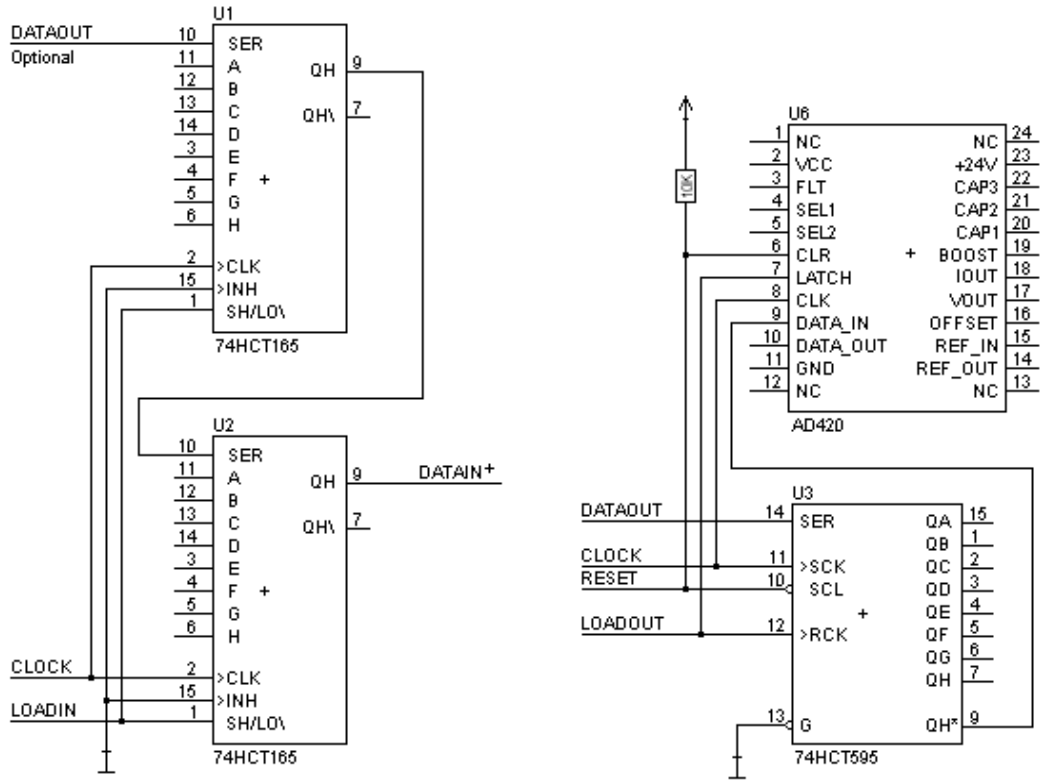 U1
DATAOUT 10 SER
Optional 11 A
QH 9
12 B
13 C
QH\ 7
14 D
3 E
4 F +
5 G
6 H
2 >CLK
15 >INH
1 SH/LO\
74HCT165
U2
10 SER
11 A
QH 9 DATAIN+
12 B
13 C
QH\ 7
14 D
3 E
4 F +
5 G
6 H
CLOCK 2 >CLK
15 >INH
LOADIN 1 SH/LO\
74HCT165
10K
U6
1 NC NC 24
2 VCC +24V 23
3 FLT CAP3 22
4 SEL1 CAP2 21
5 SEL2 CAP1 20
6 CLR + BOOST 19
7 LATCH IOUT 18
8 CLK VOUT 17
9 DATA_IN OFFSET 16
10 DATA_OUT REF_IN 15
11 GND REF_OUT 14
12 NC NC 13
AD420
U3
DATAOUT 14 SER QA 15
QB 1
CLOCK 11 >SCK QC 2
RESET 10 SCL QD 3
QE 4
+
LOADOUT 12 >RCK QF 5
QG 6
QH 7
13 G QH* 9
74HCT595